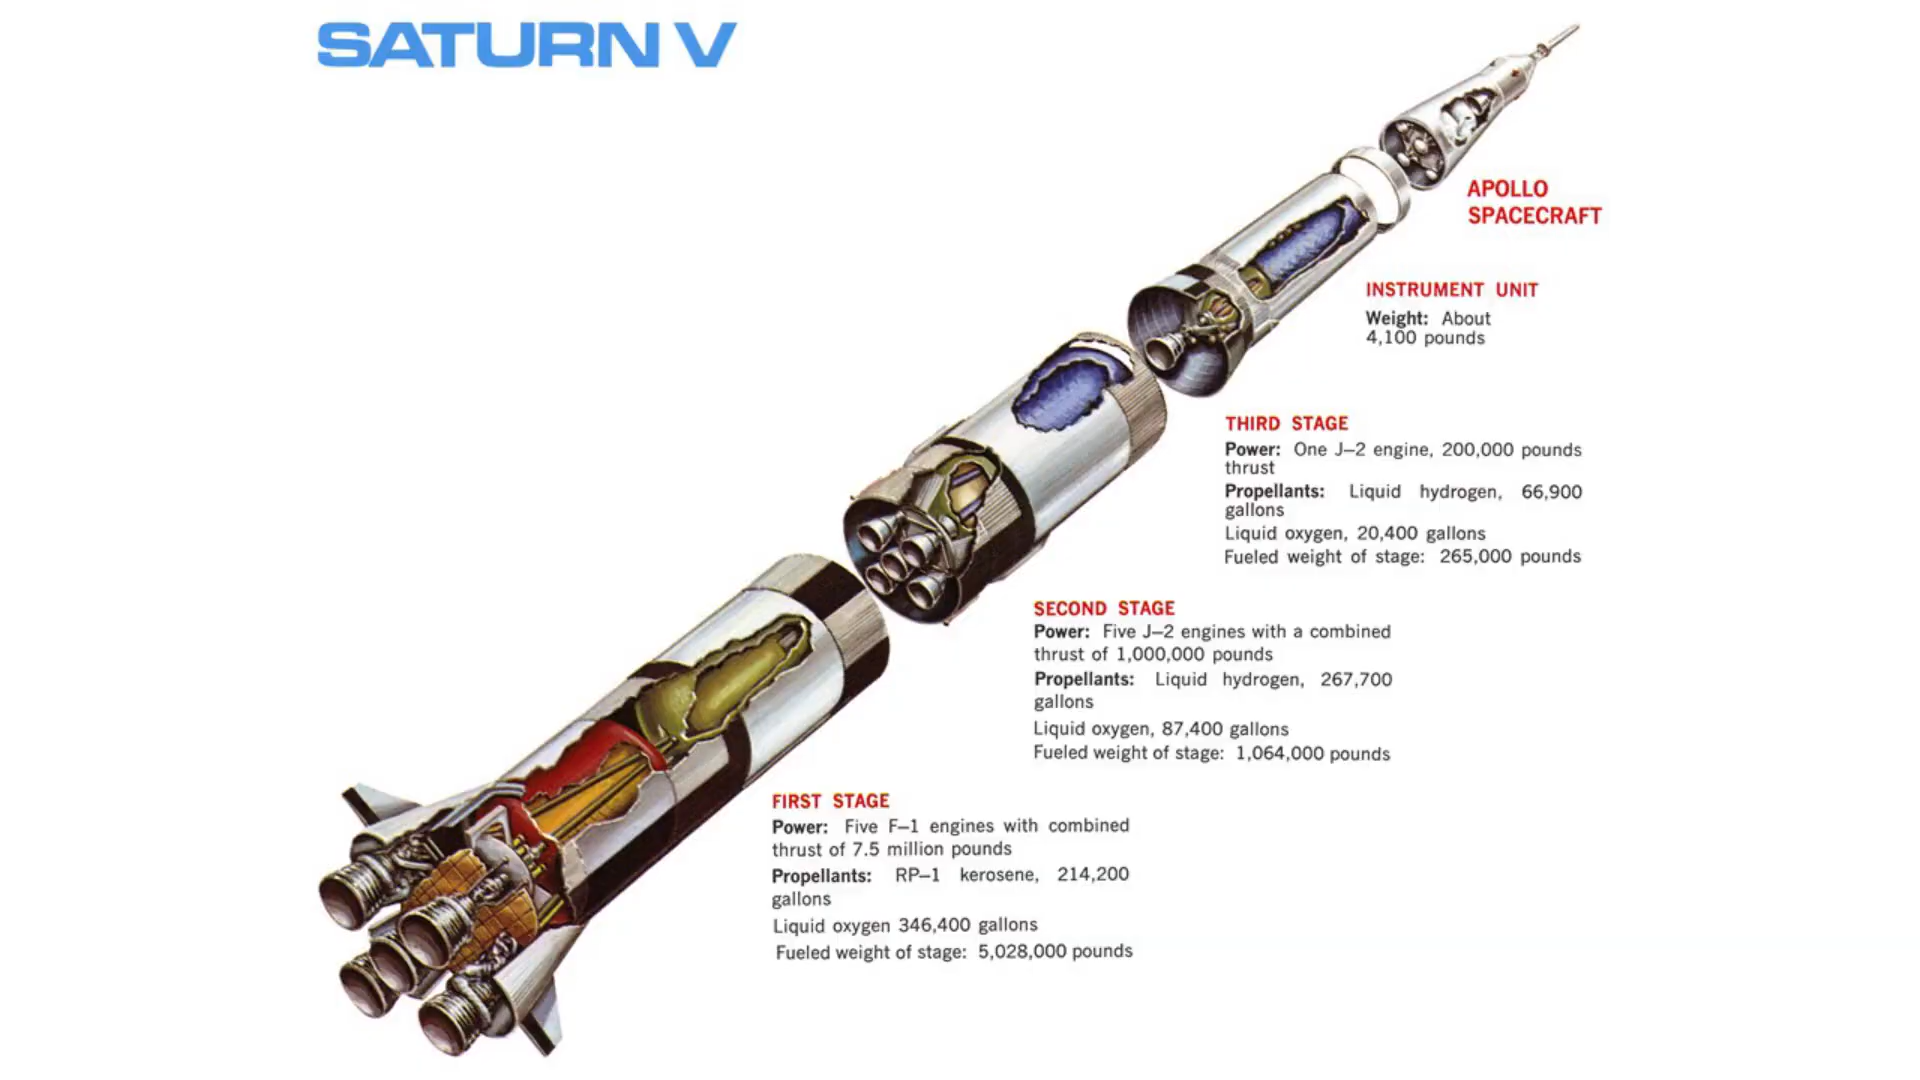 SATURN V
APOLLO
SPACECRAFT
INSTRUMENT UNIT
Weight: About
4,100 pounds
THIRD STAGE
Power: One J–2 engine, 200,000 pounds
thrust
Propellants: Liquid hydrogen, 66,900
gallons
Liquid oxygen, 20,400 gallons
Fueled weight of stage: 265,000 pounds
SECOND STAGE
Power: Five J–2 engines with a combined
thrust of 1,000,000 pounds
Propellants: Liquid hydrogen, 267,700
gallons
Liquid oxygen, 87,400 gallons
Fueled weight of stage: 1,064,000 pounds
FIRST STAGE
Power: Five F–1 engines with combined
thrust of 7.5 million pounds
Propellants: RP–1 kerosene, 214,200
gallons
Liquid oxygen 346,400 gallons
Fueled weight of stage: 5,028,000 pounds